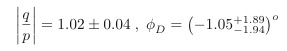 |q/p| = 1.02 ± 0.04 , ϕ_D = (−1.05^{+1.89}_{−1.94})^o